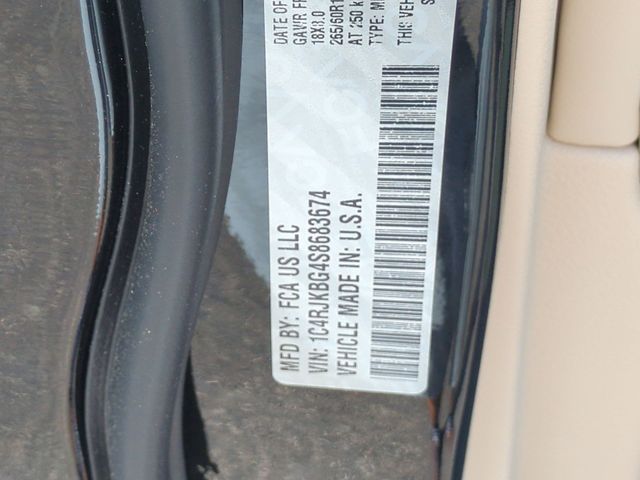 MFD BY: FCA US LLC
VIN: 1C4RJKBG4S8683674
VEHICLE MADE IN: U.S.A.
DATE OF
GAWR FR
18X8.0
265/60R1
AT 250 k
TYPE:
THIS VEH